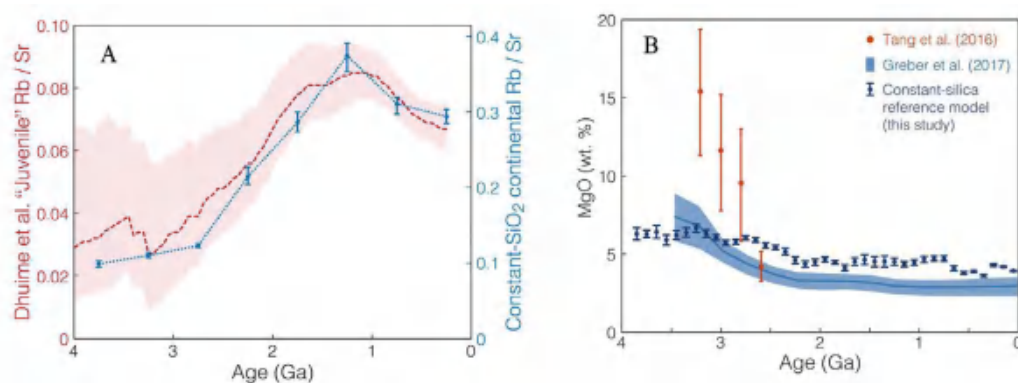 A
Dhuime et al. "Juvenile" Rb / Sr
0.10
0.08
0.06
0.04
0.02
0
4
3
2
1
0
Age (Ga)
0.4
0.3
0.2
0.1
0
Constant-SiO2 continental Rb / Sr
B
MgO (wt. %)
20
15
10
5
0
4
3
2
1
0
Age (Ga)
Tang et al. (2016)
Greber et al. (2017)
Constant-silica
reference model
(this study)